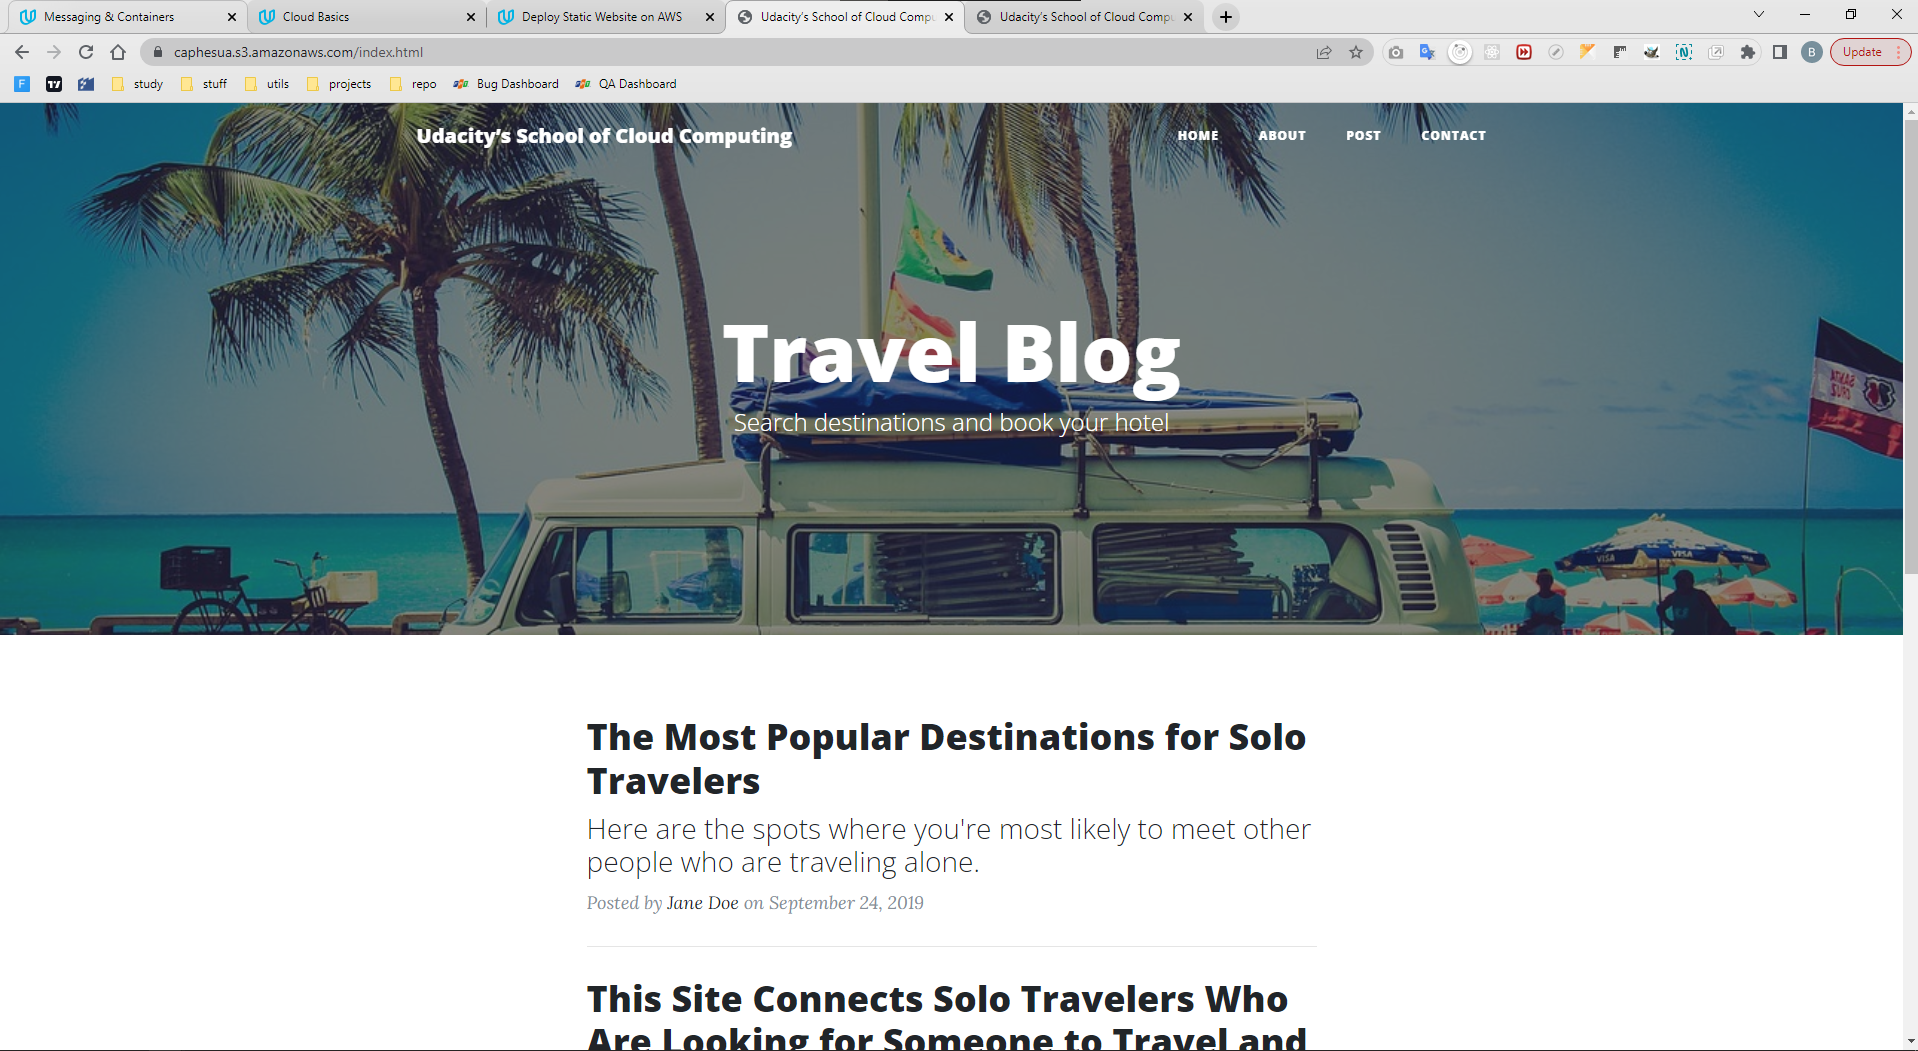 Messaging & Containers
Cloud Basics
Deploy Static Website on AWS
Udacity's School of Cloud Compu
Udacity's School of Cloud Compu
caphesua.s3.amazonaws.com/index.html
B
Update
F
study
stuff
utils
projects
repo
Bug Dashboard
QA Dashboard
Udacity's School of Cloud Computing
HOME
ABOUT
POST
CONTACT
Travel Blog
Search destinations and book your hotel
VISA
VISA
The Most Popular Destinations for Solo
Travelers
Here are the spots where you're most likely to meet other
people who are traveling alone.
Posted by Jane Doe on September 24, 2019
This Site Connects Solo Travelers Who
Are Looking for Someone to Travel and